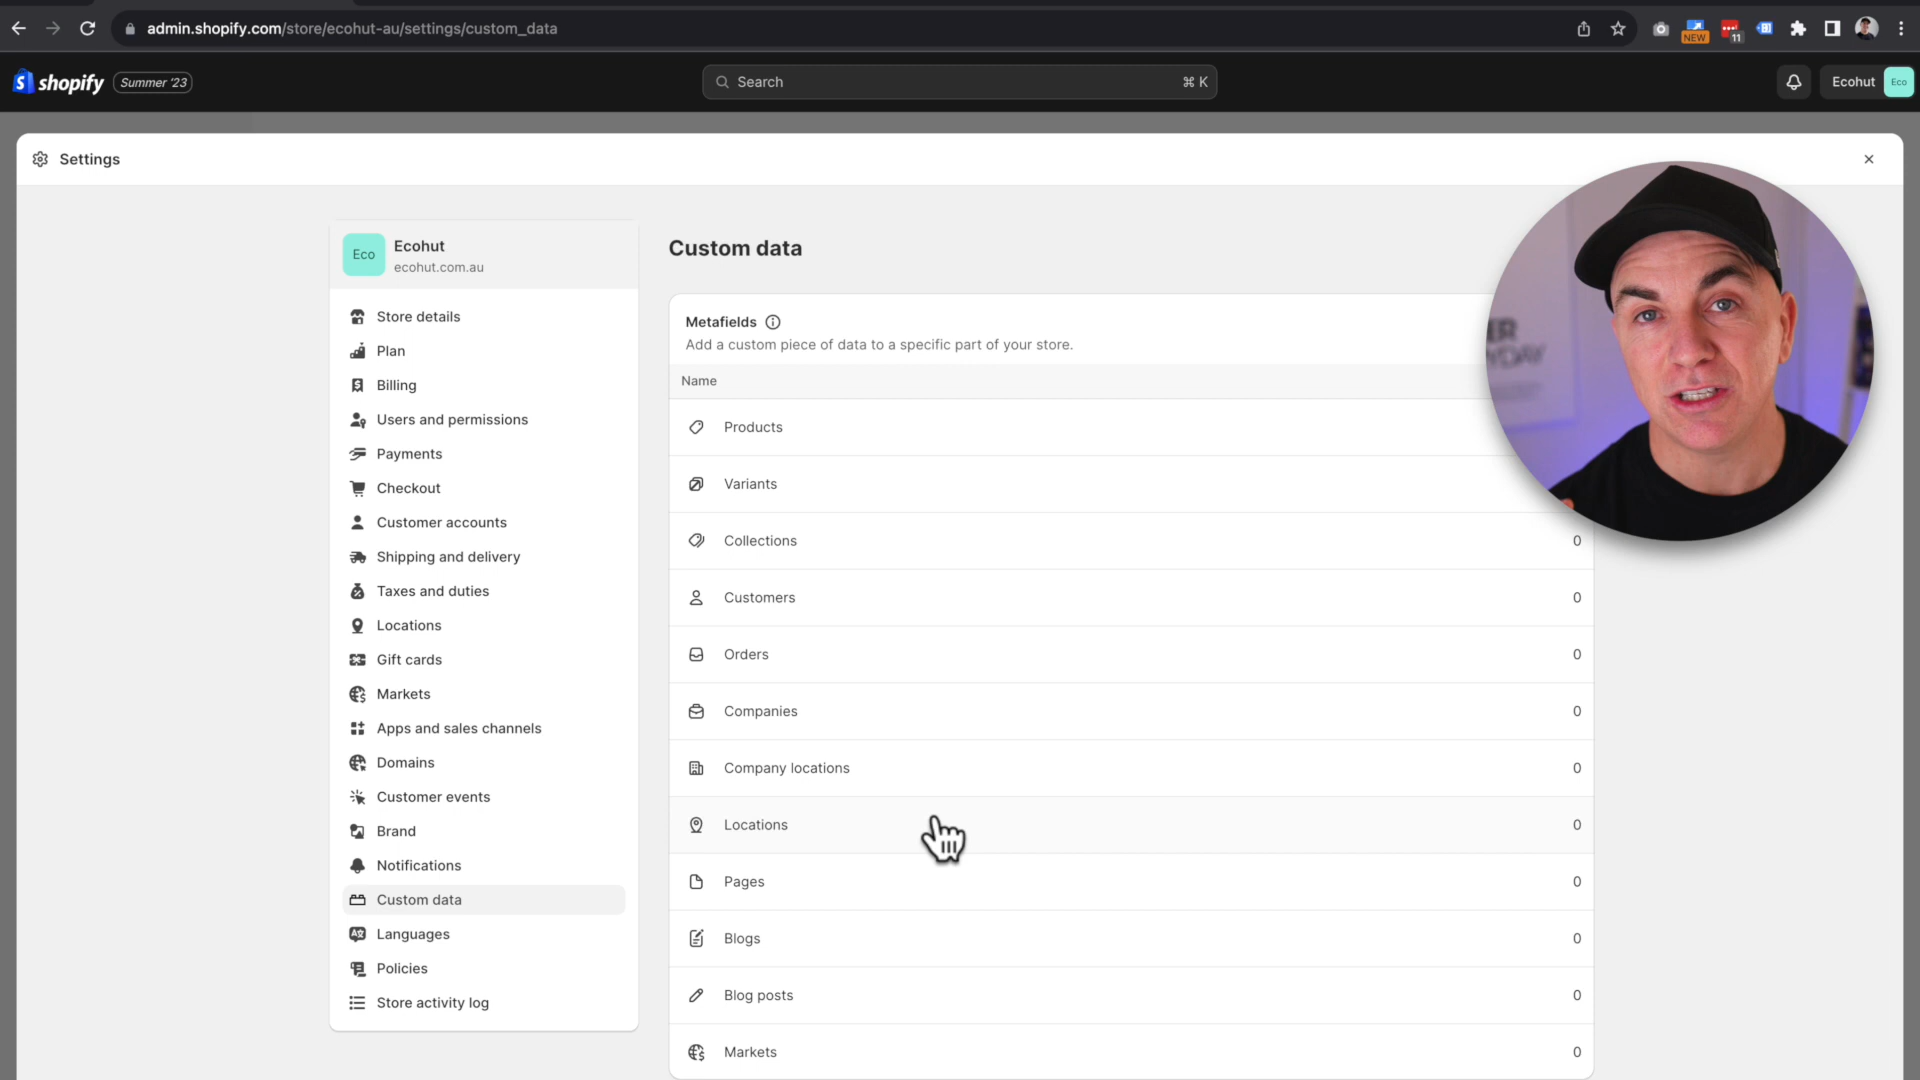 admin.shopify.com/store/ecohut-au/settings/custom_data
NEW
11
shopify
Summer '23
Search
⌘ K
Ecohut
Eco
Settings
Eco
Ecohut
ecohut.com.au
Store details
Plan
Billing
Users and permissions
Payments
Checkout
Customer accounts
Shipping and delivery
Taxes and duties
Locations
Gift cards
Markets
Apps and sales channels
Domains
Customer events
Brand
Notifications
Custom data
Languages
Policies
Store activity log
Custom data
Metafields
Add a custom piece of data to a specific part of your store.
Name
Products
Variants
Collections 0
Customers 0
Orders 0
Companies 0
Company locations 0
Locations 0
Pages 0
Blogs 0
Blog posts 0
Markets 0